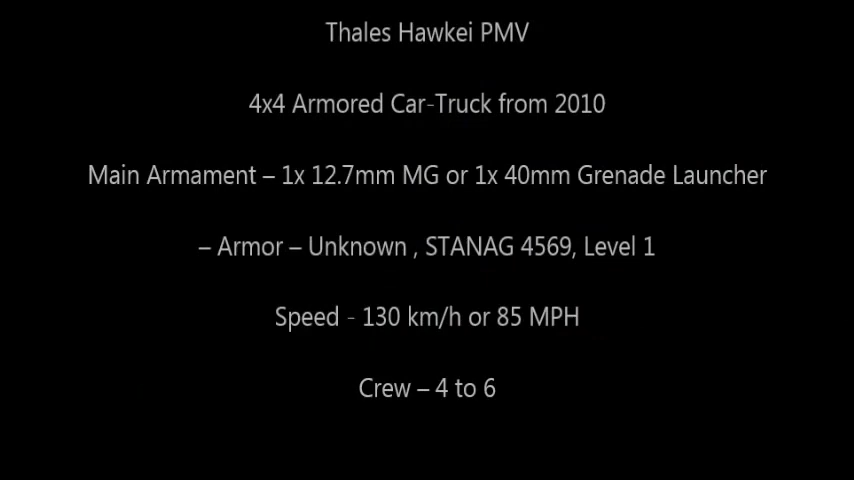 Thales Hawkei PMV
4x4 Armored Car-Truck from 2010
Main Armament – 1x 12.7mm MG or 1x 40mm Grenade Launcher
– Armor – Unknown , STANAG 4569, Level 1
Speed - 130 km/h or 85 MPH
Crew – 4 to 6